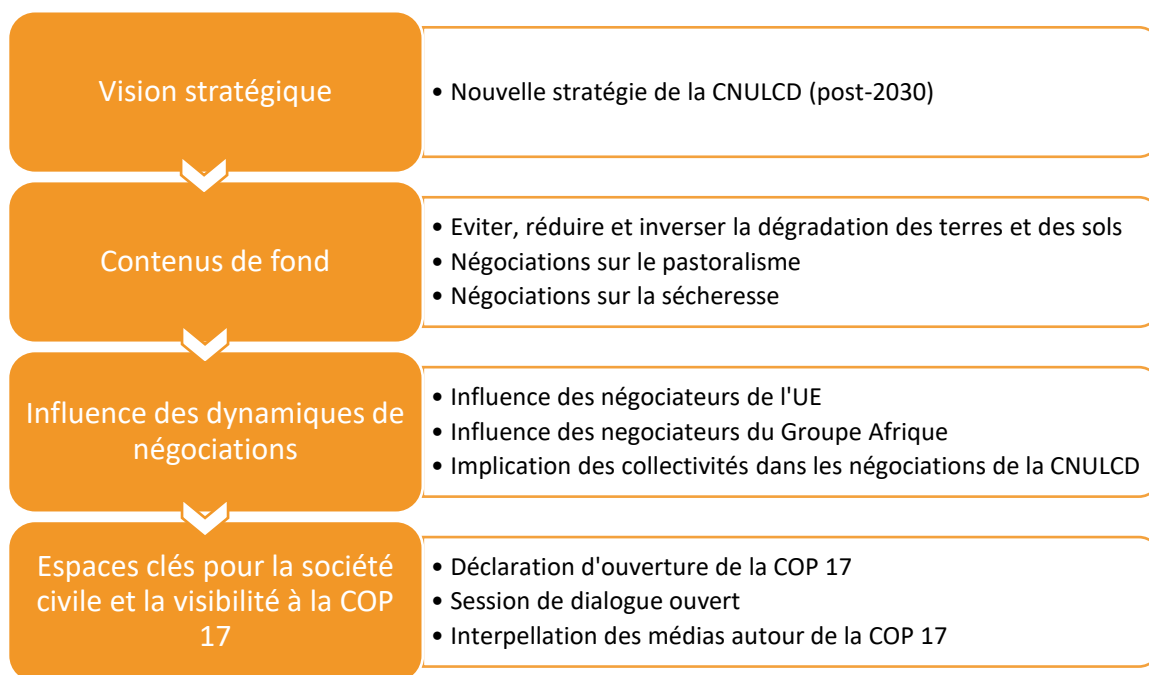 Vision stratégique
• Nouvelle stratégie de la CNULCD (post-2030)
Contenus de fond
• Eviter, réduire et inverser la dégradation des terres et des sols
• Négociations sur le pastoralisme
• Négociations sur la sécheresse
Influence des dynamiques de
négociations
• Influence des négociateurs de l'UE
• Influence des negociateurs du Groupe Afrique
• Implication des collectivités dans les négociations de la CNULCD
Espaces clés pour la société
civile et la visibilité à la COP
17
• Déclaration d'ouverture de la COP 17
• Session de dialogue ouvert
• Interpellation des médias autour de la COP 17